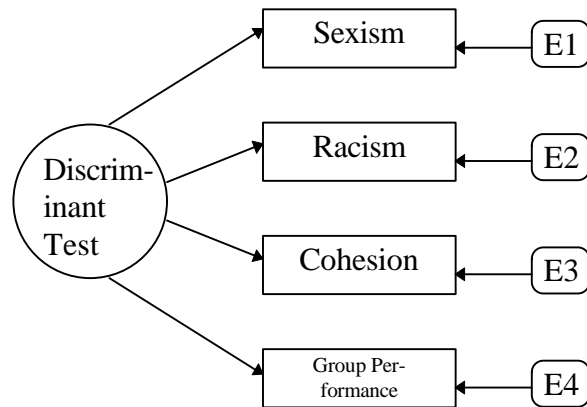 Sexism
E1
Racism
E2
Discrim-
inant
Test
Cohesion
E3
Group Per-
formance
E4